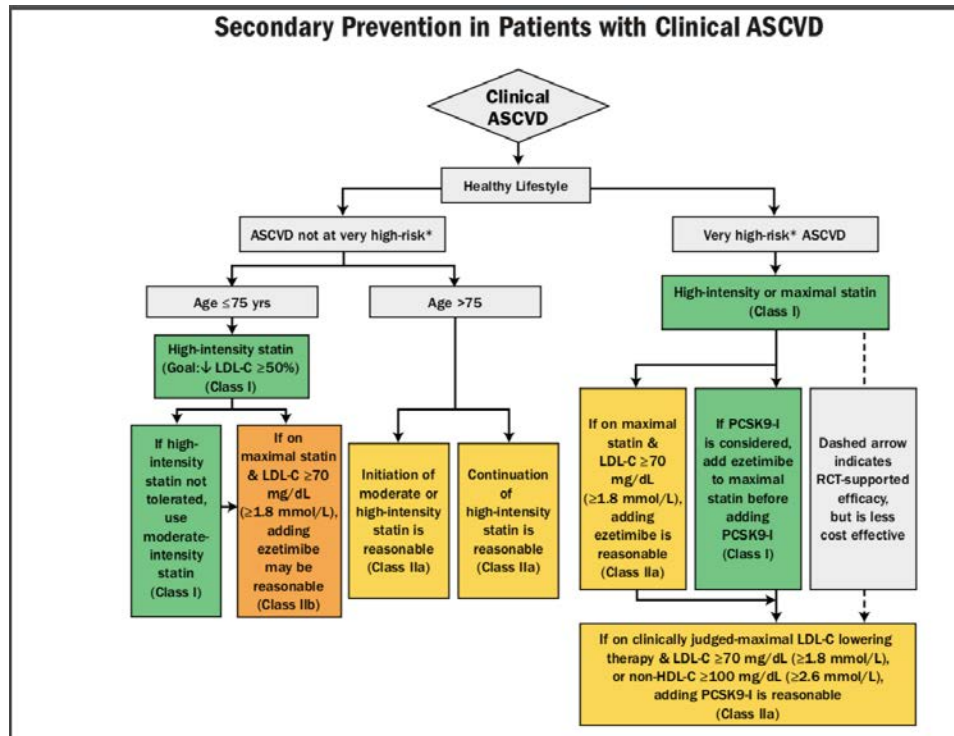 Secondary Prevention in Patients with Clinical ASCVD
Clinical
ASCVD
Healthy Lifestyle
ASCVD not at very high-risk*
Very high-risk* ASCVD
Age ≤75 yrs
Age >75
High-intensity or maximal statin
(Class I)
High-intensity statin
(Goal:↓ LDL-C ≥50%)
(Class I)
If high-
intensity
statin not
tolerated,
use
moderate-
intensity
statin
(Class I)
If on
maximal statin
& LDL-C ≥70
mg/dL
(≥1.8 mmol/L),
adding
ezetimibe
may be
reasonable
(Class IIb)
Initiation of
moderate or
high-intensity
statin is
reasonable
(Class IIa)
Continuation
of
high-intensity
statin is
reasonable
(Class IIa)
If on maximal
statin &
LDL-C ≥70
mg/dL
(≥1.8 mmol/L),
adding
ezetimibe is
reasonable
(Class IIa)
If PCSK9-I
is considered,
add ezetimibe
to maximal
statin before
adding
PCSK9-I
(Class I)
Dashed arrow
indicates
RCT-supported
efficacy,
but is less
cost effective
If on clinically judged-maximal LDL-C lowering
therapy & LDL-C ≥70 mg/dL (≥1.8 mmol/L),
or non-HDL-C ≥100 mg/dL (≥2.6 mmol/L),
adding PCSK9-I is reasonable
(Class IIa)